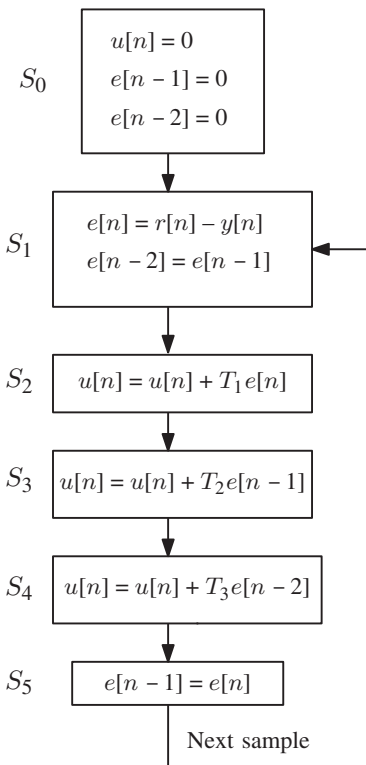 S₀
u[n] = 0
e[n − 1] = 0
e[n − 2] = 0
S₁
e[n] = r[n] − y[n]
e[n − 2] = e[n − 1]
S₂
u[n] = u[n] + T₁e[n]
S₃
u[n] = u[n] + T₂e[n − 1]
S₄
u[n] = u[n] + T₃e[n − 2]
S₅
e[n − 1] = e[n]
Next sample